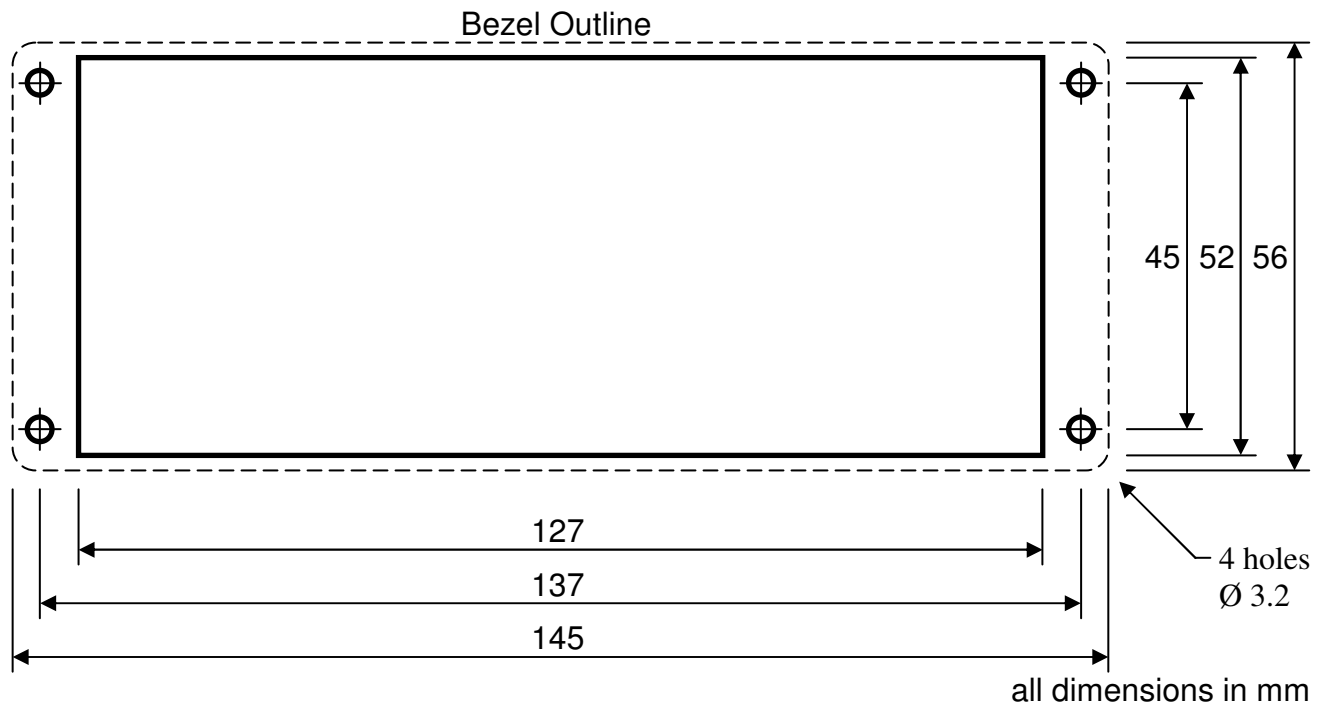 Bezel Outline
45 52 56
127
4 holes
137
Ø 3.2
145
all dimensions in mm